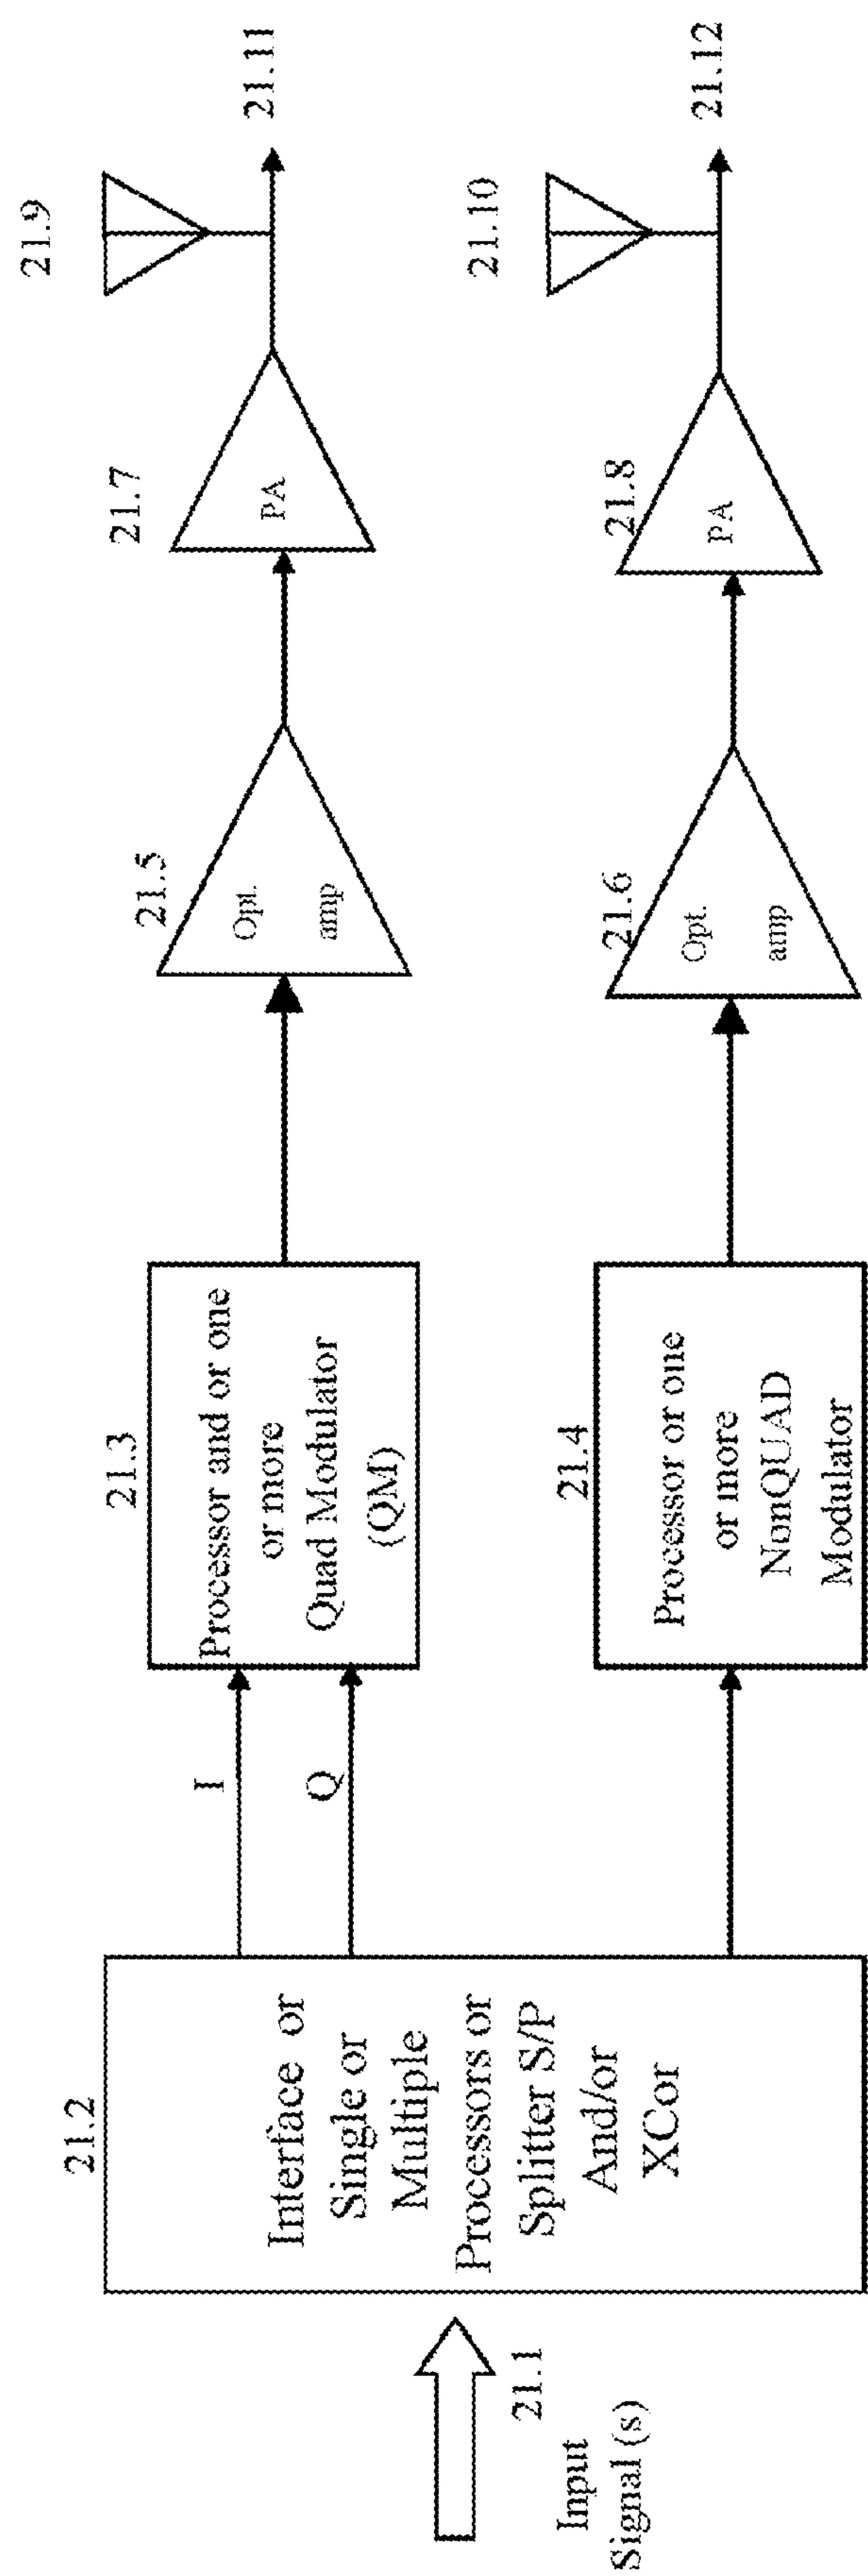 21.1
Input
Signal (s)
21.2
Interface or
Single or
Multiple
Processors or
Splitter S/P
And/or
XCor
I
Q
21.3
Processor and or one
or more
Quad Modulator
(QM)
21.5
Opt.
amp
21.7
PA
21.9
21.11
21.4
Processor or one
or more
NonQUAD
Modulator
21.6
Opt.
amp
21.8
PA
21.10
21.12